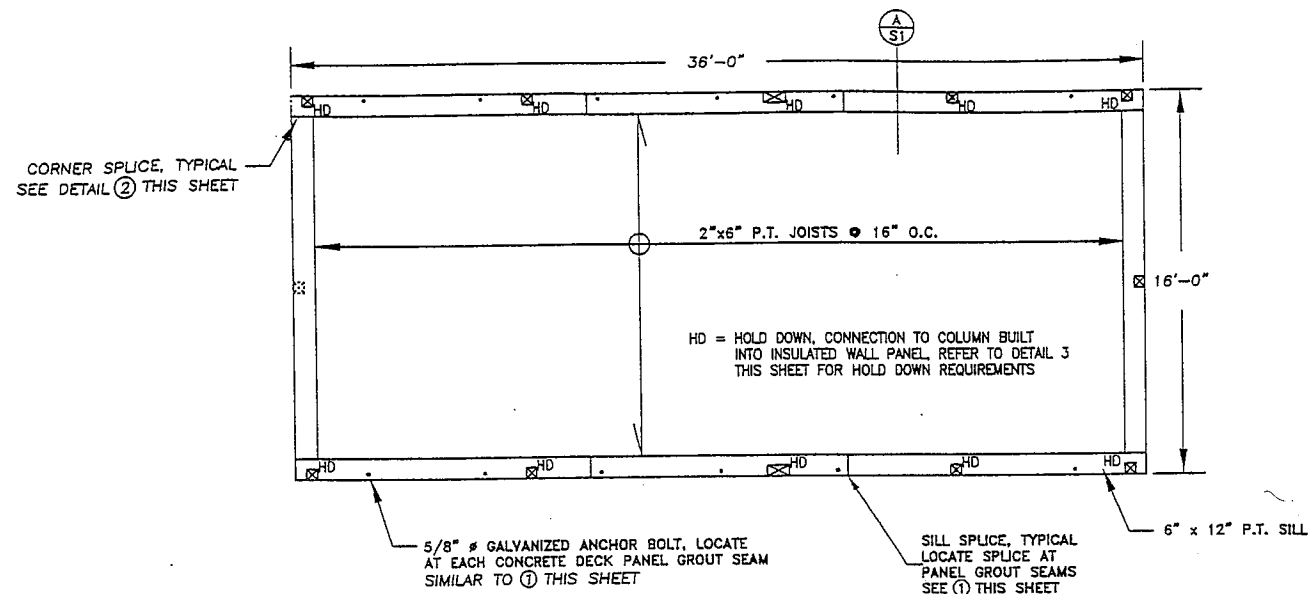 A
S1
36'-0"
HD
HD
HD
HD
HD
CORNER SPLICE, TYPICAL
SEE DETAIL ② THIS SHEET
2"x6" P.T. JOISTS @ 16" O.C.
16'-0"
HD = HOLD DOWN, CONNECTION TO COLUMN BUILT
INTO INSULATED WALL PANEL, REFER TO DETAIL 3
THIS SHEET FOR HOLD DOWN REQUIREMENTS
HD
HD
HD
HD
HD
5/8" ø GALVANIZED ANCHOR BOLT, LOCATE
AT EACH CONCRETE DECK PANEL GROUT SEAM
SIMILAR TO ① THIS SHEET
SILL SPLICE, TYPICAL
LOCATE SPLICE AT
PANEL GROUT SEAMS
SEE ① THIS SHEET
6" x 12" P.T. SILL